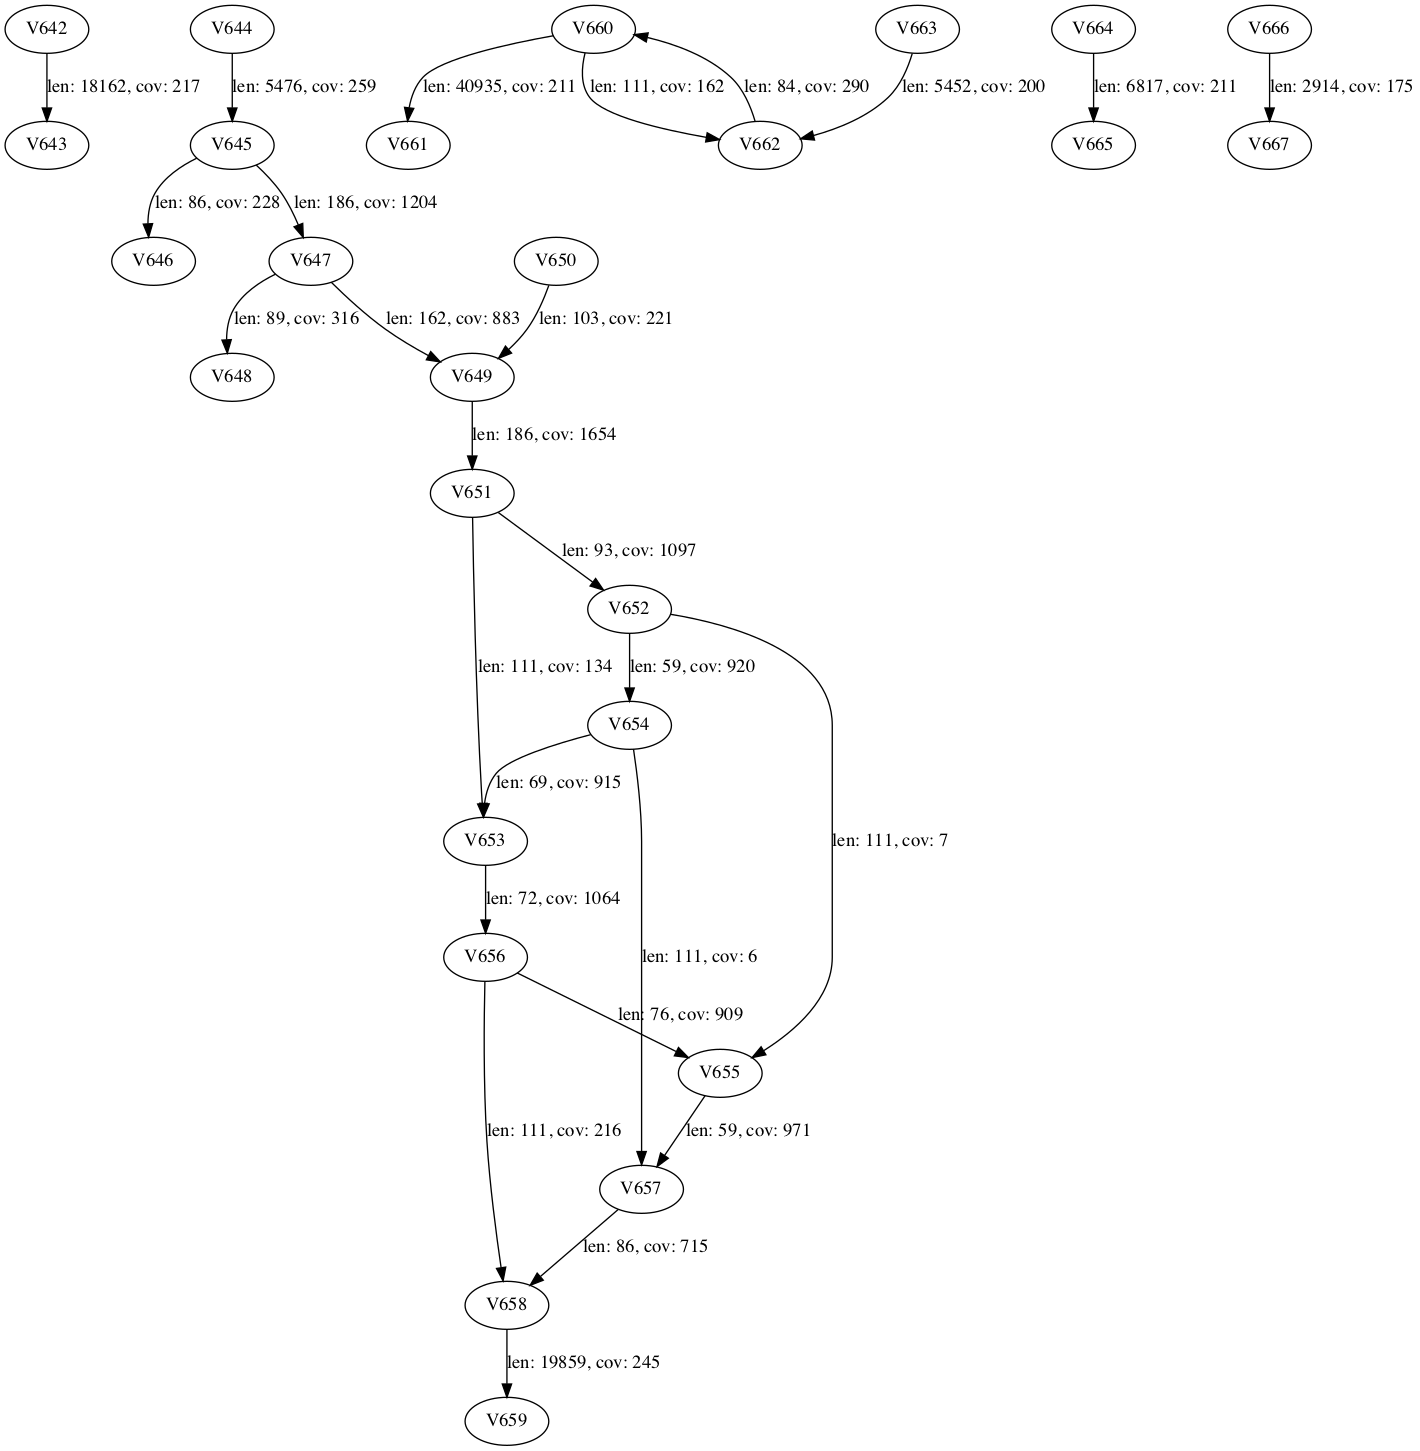 V642 V644 V660 V663 V664 V666
len: 18162, cov: 217 len: 5476, cov: 259 len: 40935, cov: 211 len: 111, cov: 162 len: 84, cov: 290 len: 5452, cov: 200 len: 6817, cov: 211 len: 2914, cov: 175
V643 V645 V661 V662 V665 V667
len: 86, cov: 228 len: 186, cov: 1204
V646 V647 V650
len: 89, cov: 316 len: 162, cov: 883 len: 103, cov: 221
V648 V649
len: 186, cov: 1654
V651
len: 93, cov: 1097
V652
len: 111, cov: 134 len: 59, cov: 920
V654
len: 69, cov: 915
V653 len: 111, cov: 7
len: 72, cov: 1064
V656 len: 111, cov: 6
len: 76, cov: 909
V655
len: 111, cov: 216 len: 59, cov: 971
V657
len: 86, cov: 715
V658
len: 19859, cov: 245
V659